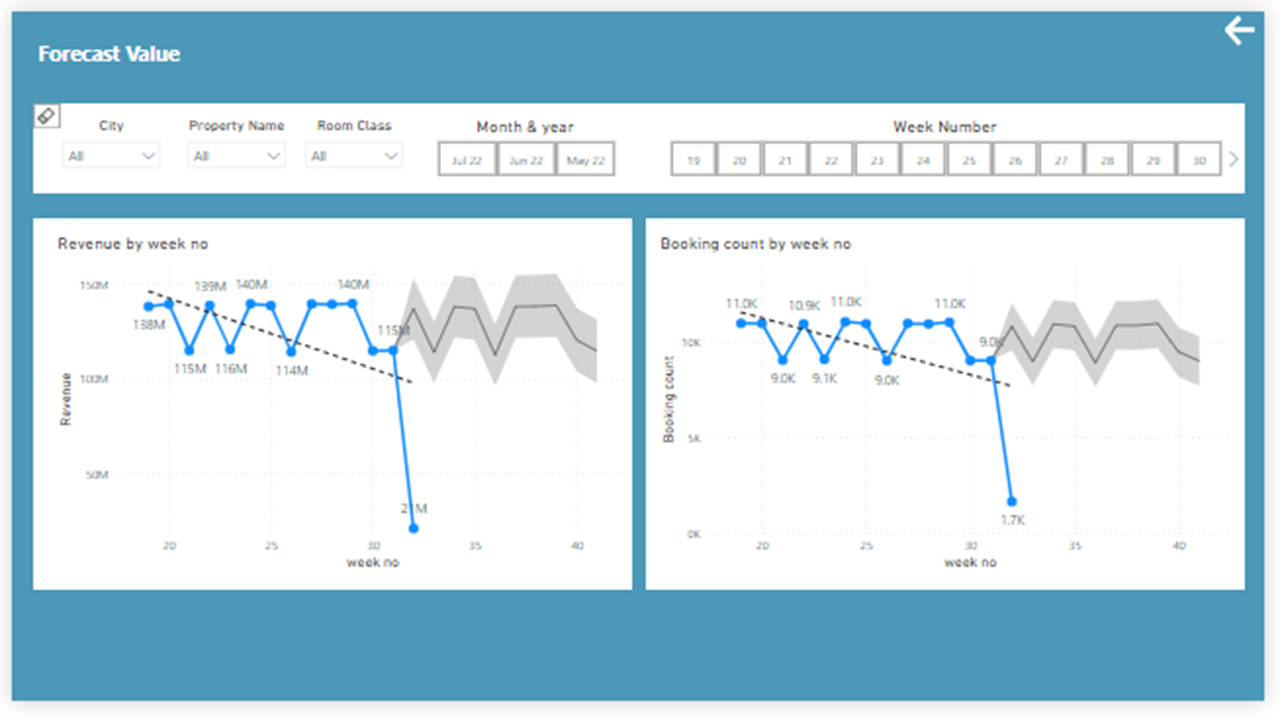 Forecast Value
City Property Name Room Class Month & year Week Number
All All All Jul 22 Jun 22 May 22 19 20 21 22 23 24 25 26 27 28 29 30
Revenue by week no
150M
100M
50M
Revenue
138M 115M 139M 116M 140M 114M 140M 115M
20 25 30 35 40
week no
Booking count by week no
10K
5K
0K
Booking count
11.0K 9.0K 10.9K 9.1K 11.0K 9.0K 11.0K 9.0K 1.7K
20 25 30 35 40
week no